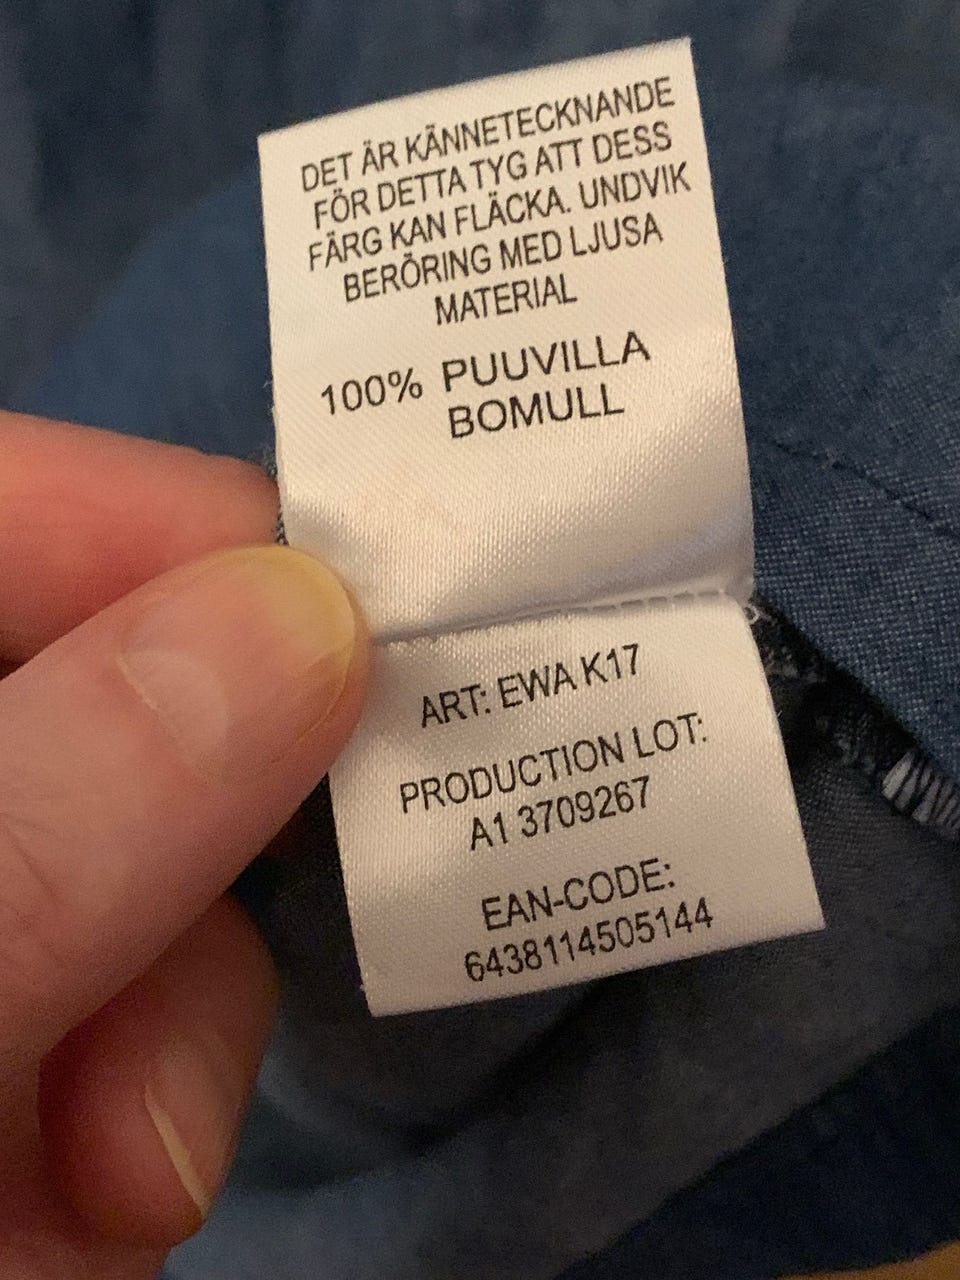 DET ÄR KÄNNETECKNANDE
FÖR DETTA TYG ATT DESS
FÄRG KAN FLÄCKA. UNDVIK
BERÖRING MED LJUSA
MATERIAL
100% PUUVILLA
BOMULL
ART: EWA K17
PRODUCTION LOT:
A1 3709267
EAN-CODE:
6438114505144